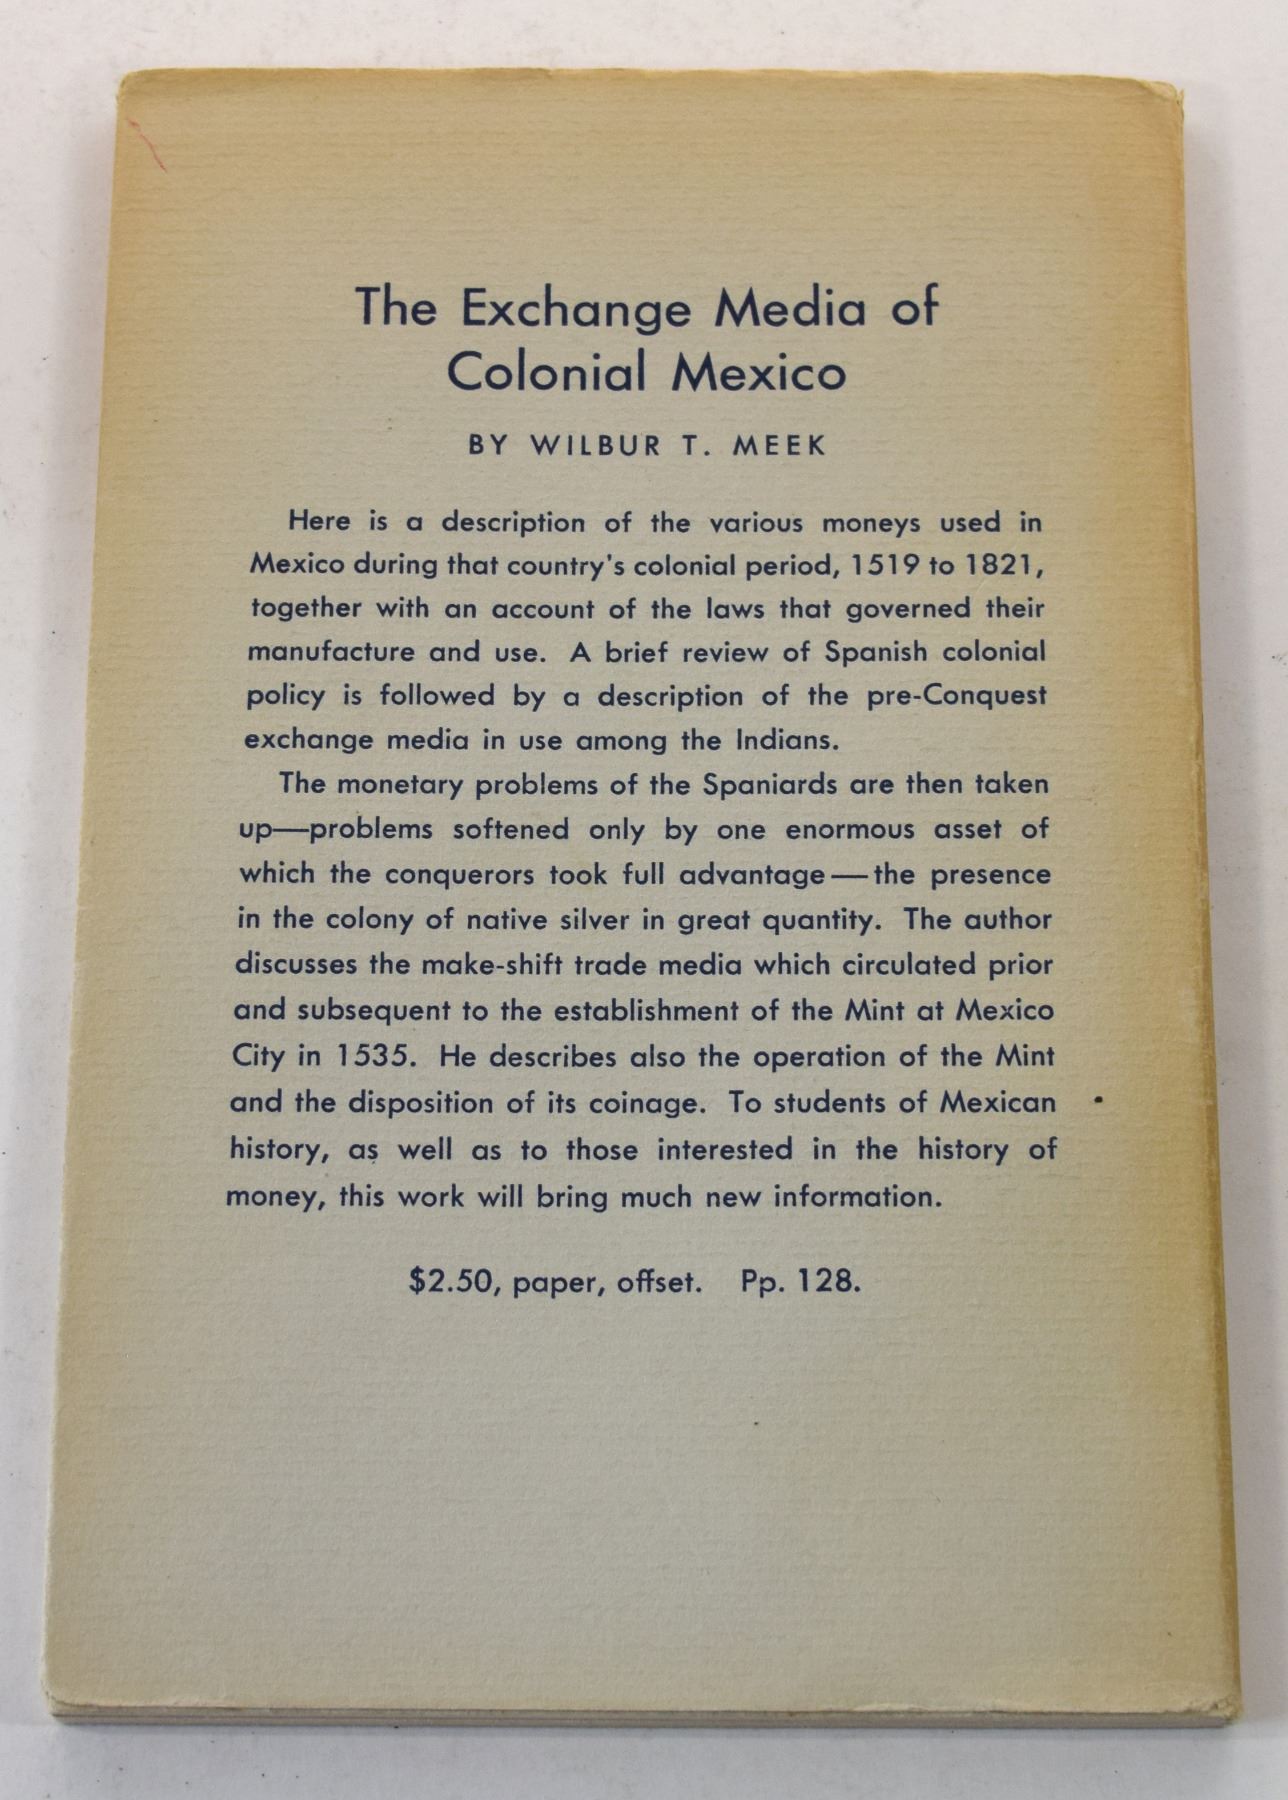 The Exchange Media of
Colonial Mexico
BY WILBUR T. MEEK
Here is a description of the various moneys used in
Mexico during that country's colonial period, 1519 to 1821,
together with an account of the laws that governed their
manufacture and use. A brief review of Spanish colonial
policy is followed by a description of the pre-Conquest
exchange media in use among the Indians.
The monetary problems of the Spaniards are then taken
up—problems softened only by one enormous asset of
which the conquerors took full advantage—the presence
in the colony of native silver in great quantity. The author
discusses the make-shift trade media which circulated prior
and subsequent to the establishment of the Mint at Mexico
City in 1535. He describes also the operation of the Mint
and the disposition of its coinage. To students of Mexican
history, as well as to those interested in the history of
money, this work will bring much new information.
$2.50, paper, offset. Pp. 128.